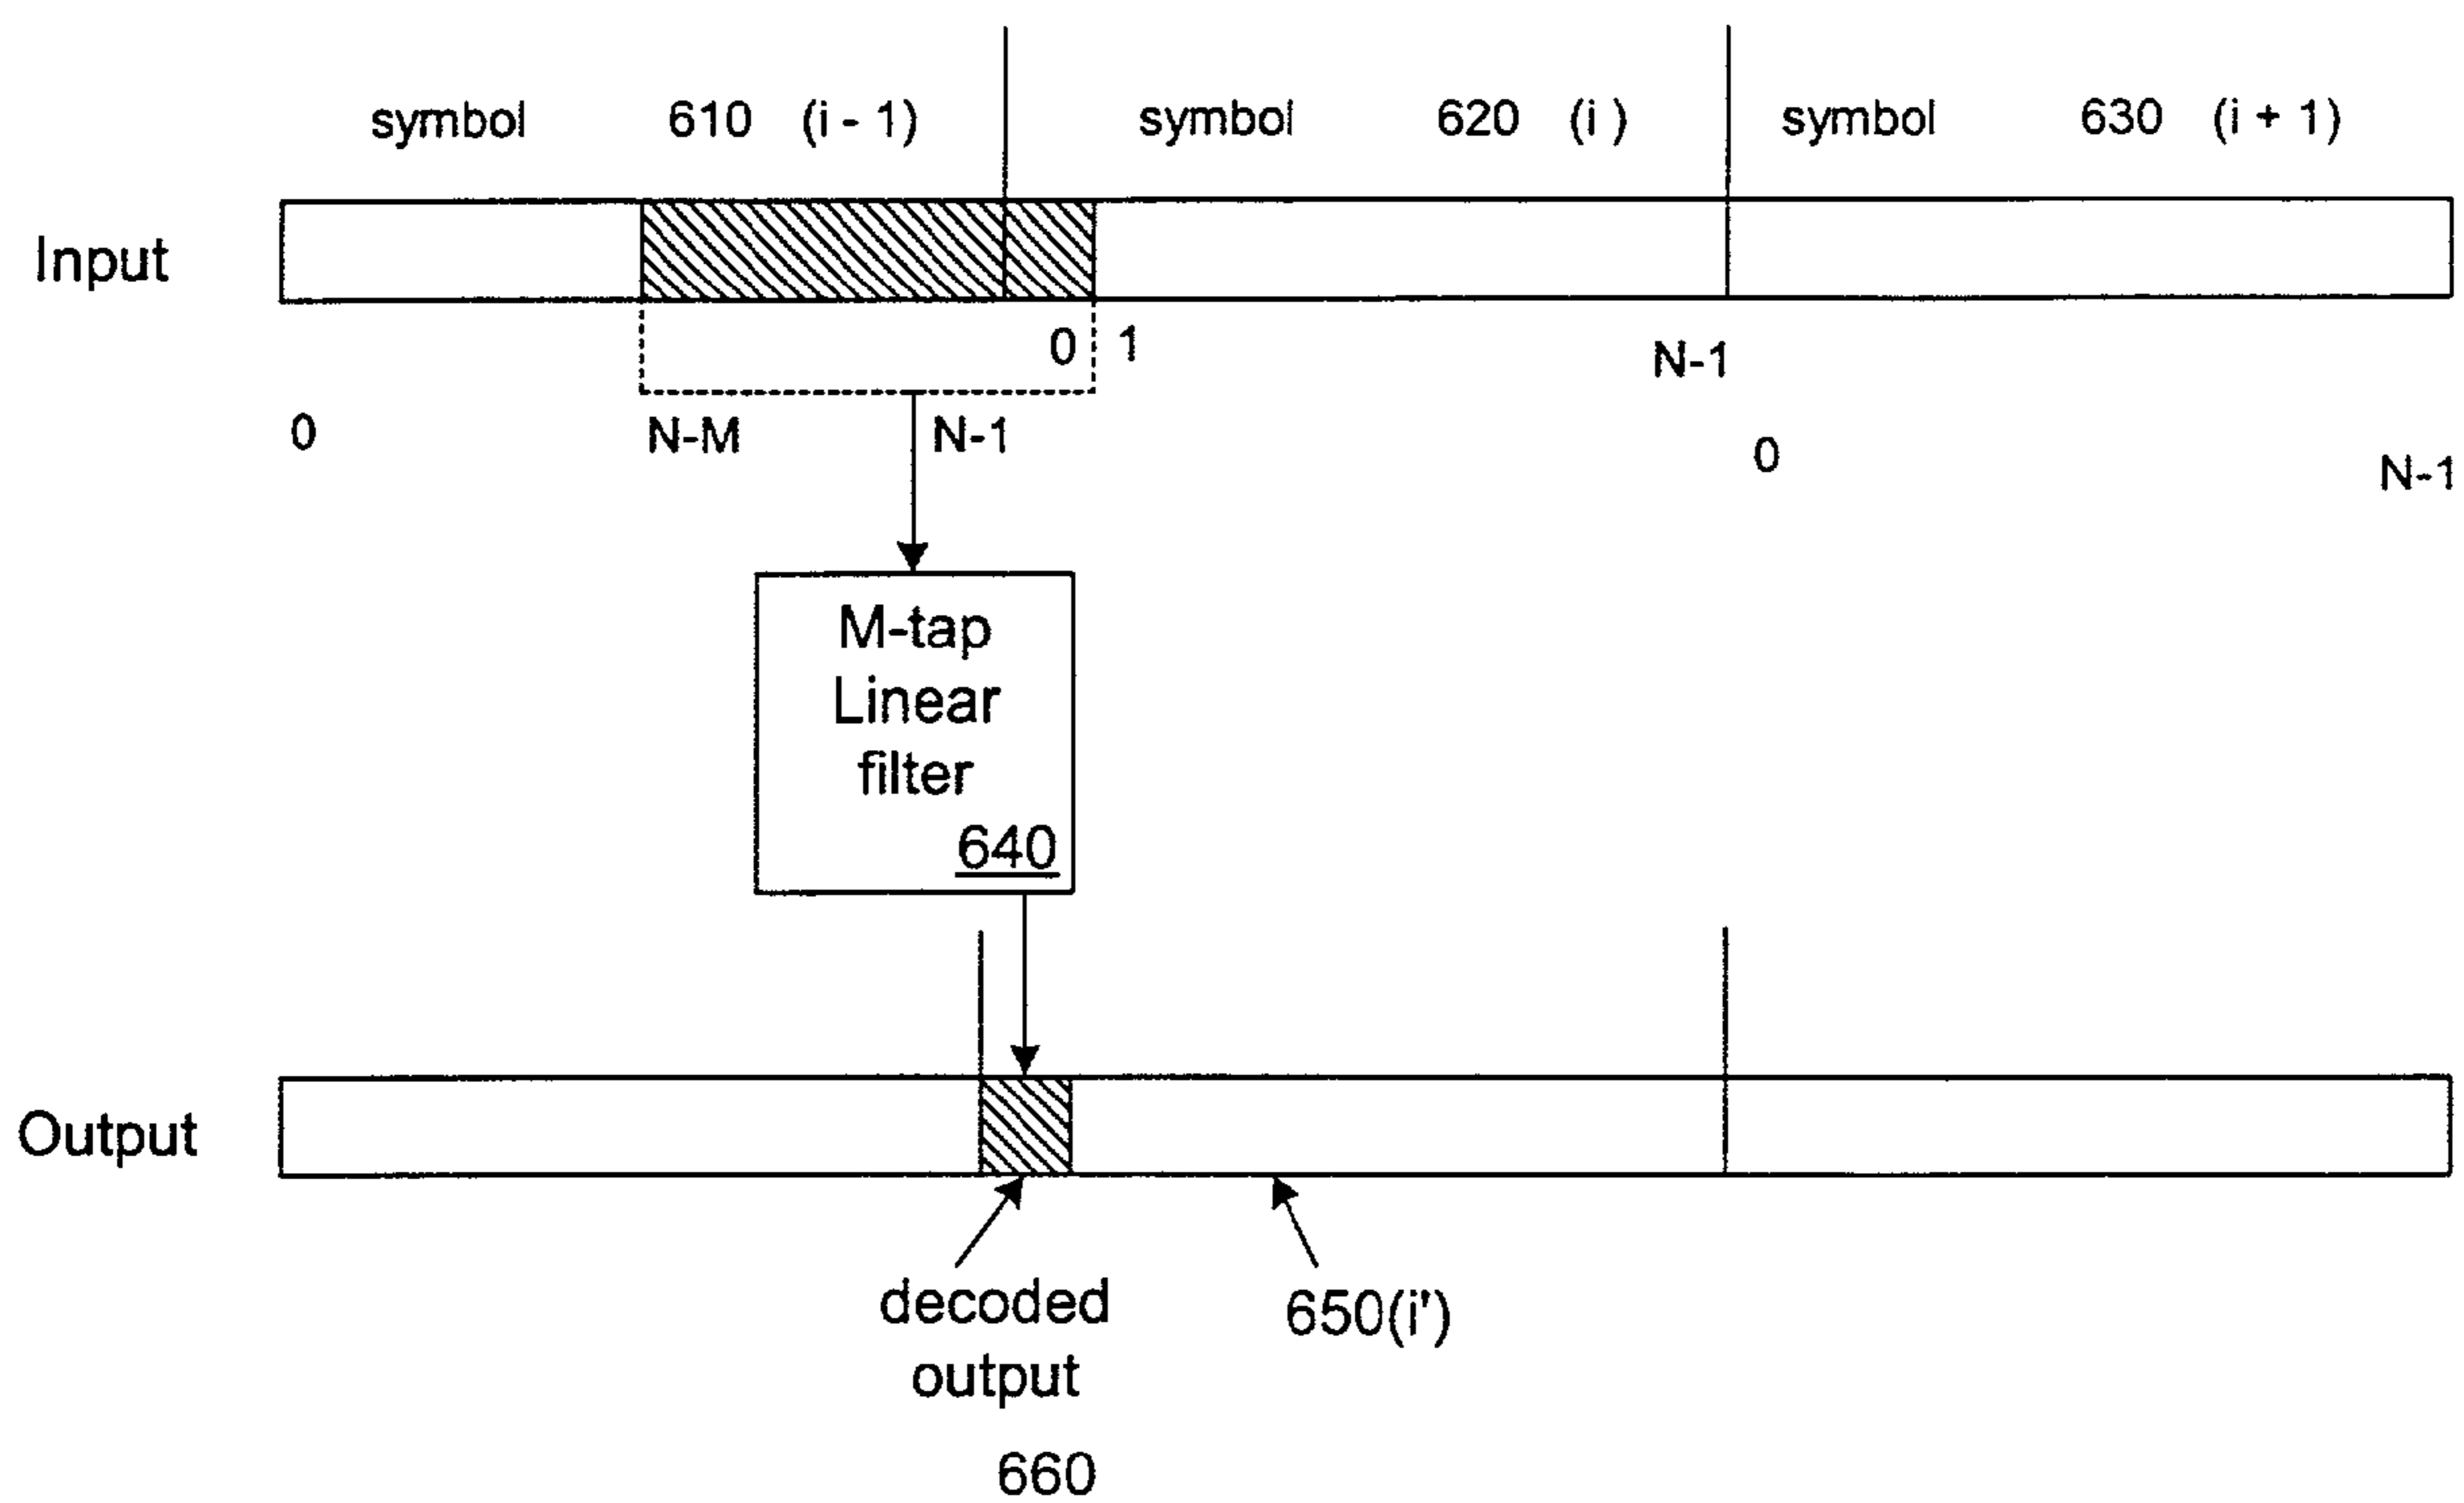 symbol 610 (i - 1) symbol 620 (i ) symbol 630 (i + 1)
Input
0 1 N-1
0 N-M N-1 0 N-1
M-tap
Linear
filter
640
Output
decoded
output
660
650(i')